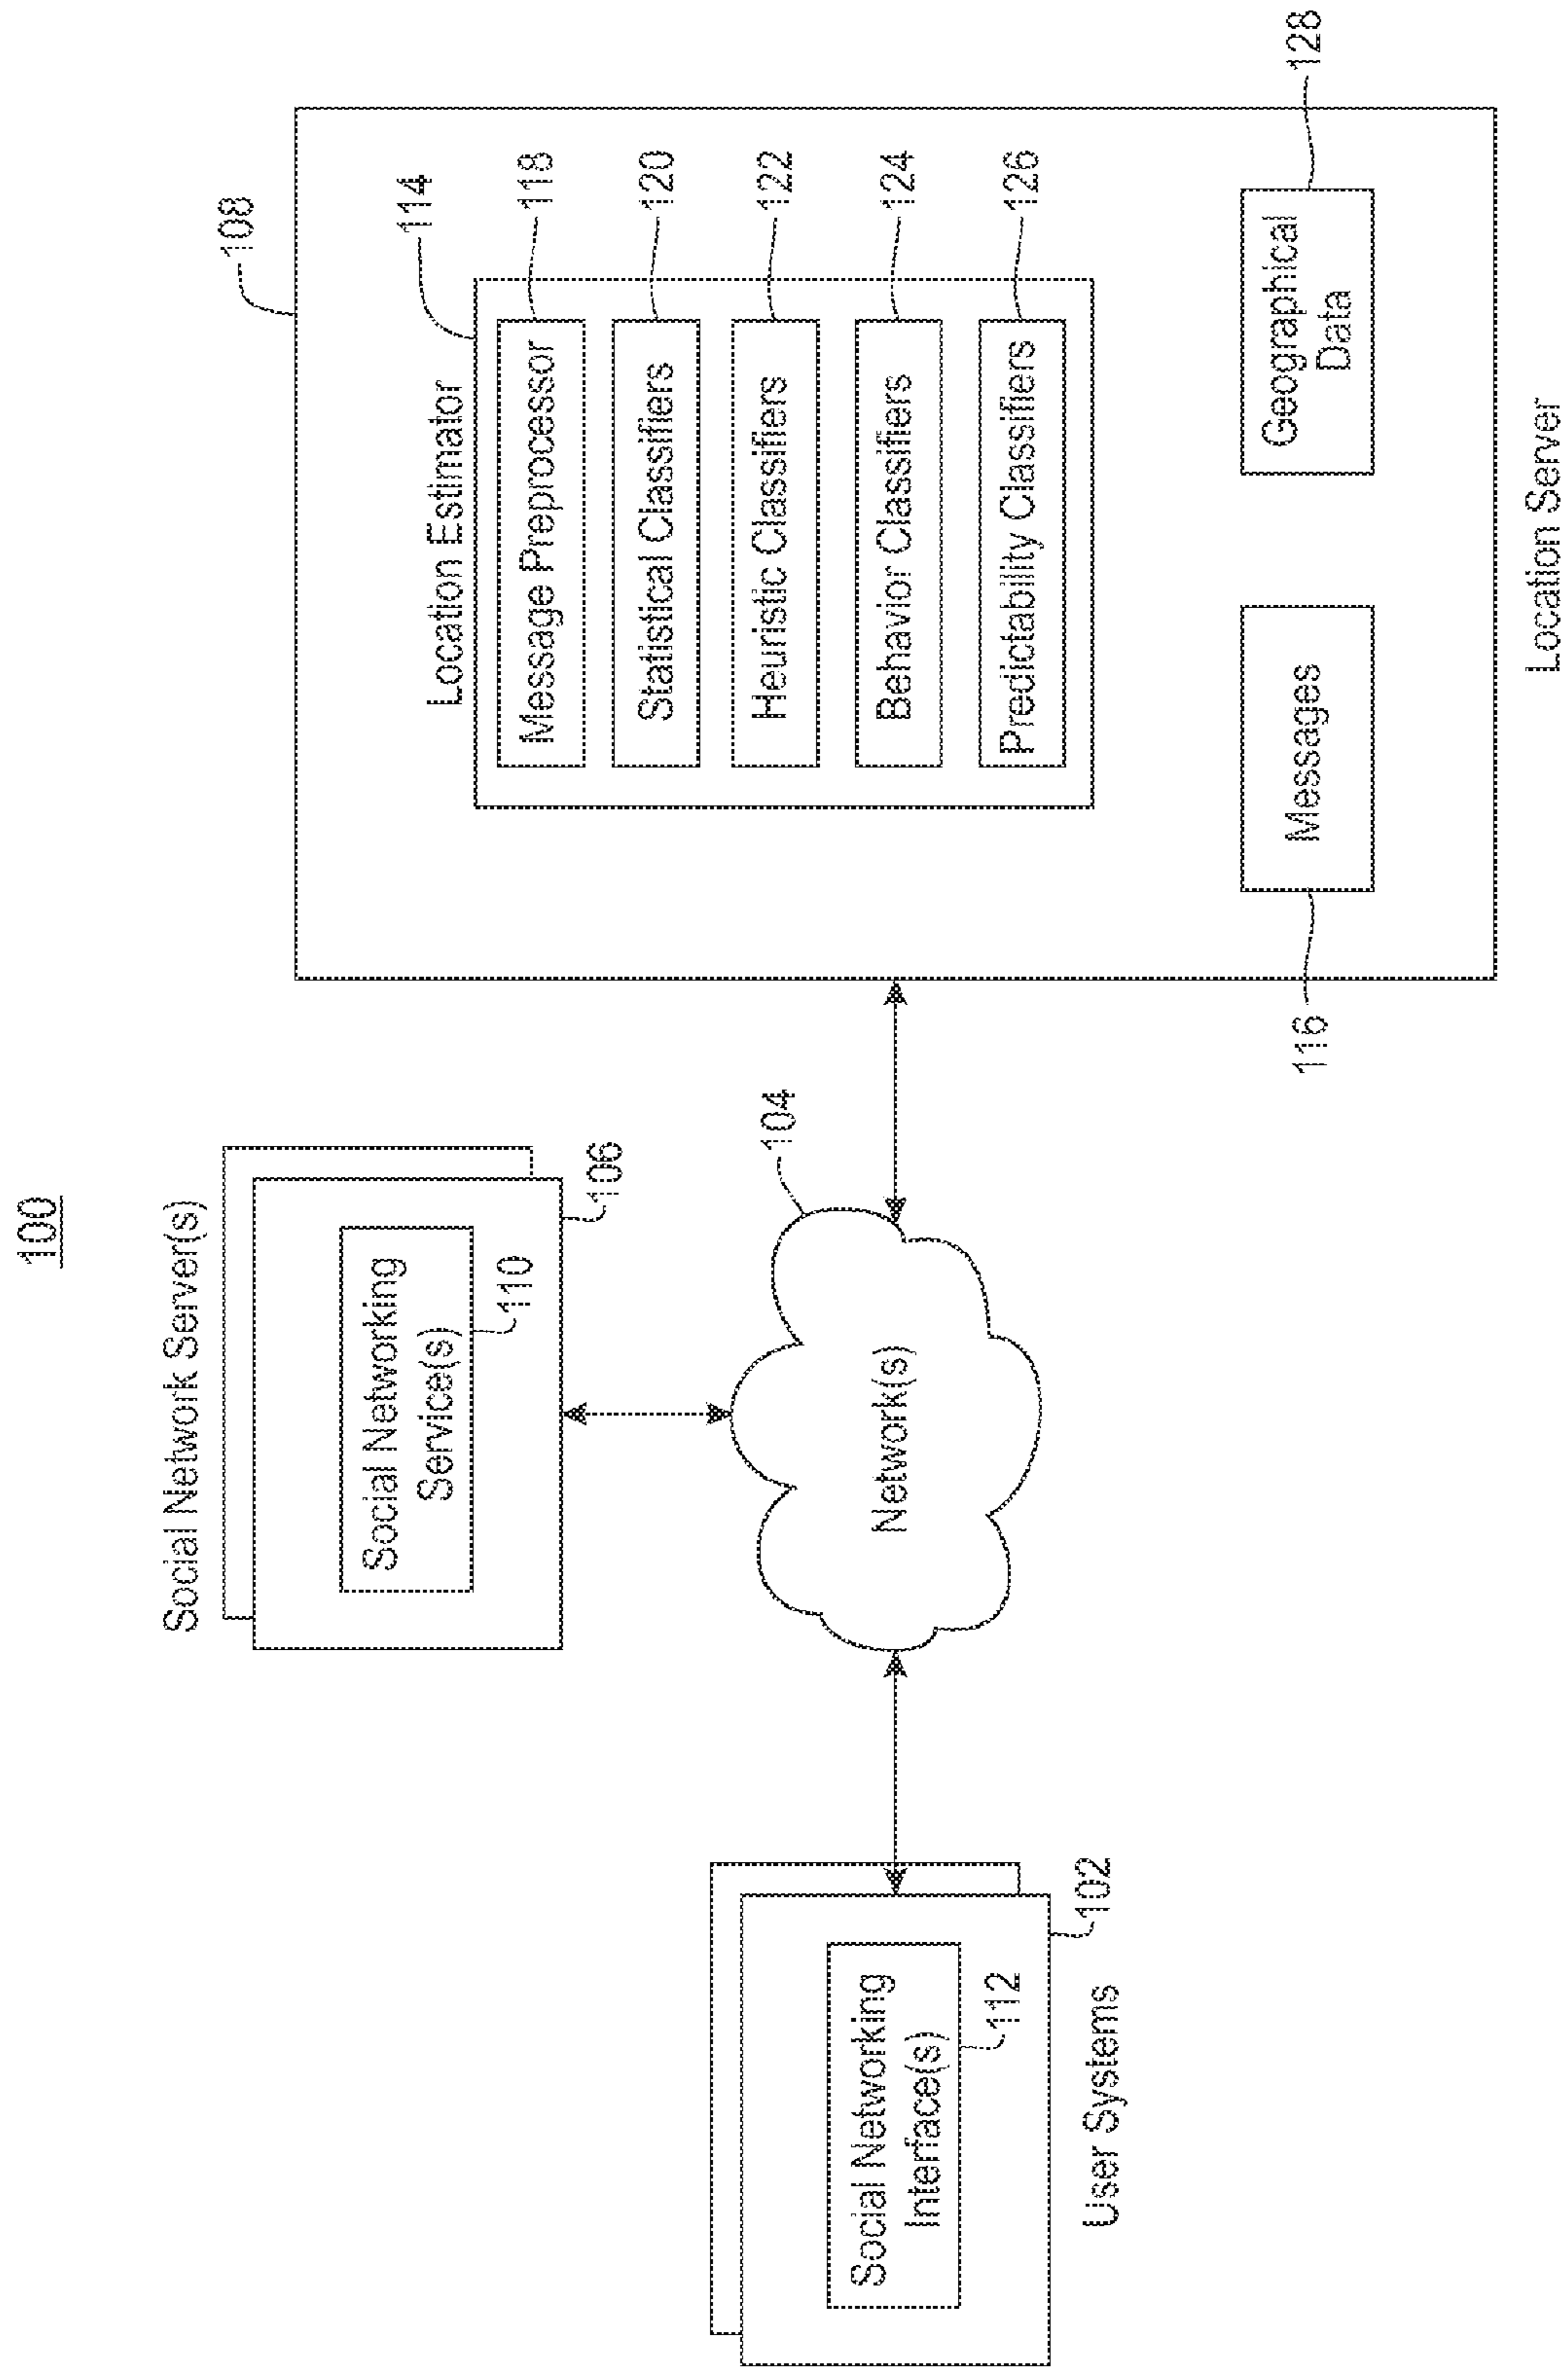 100
Social Network Server(s)
Social Networking
Service(s)
110
106
108
114
Location Estimator
Message Preprocessor
118
Statistical Classifiers
120
Heuristic Classifiers
122
Behavior Classifiers
124
Predictability Classifiers
126
104
Network(s)
Social Networking
Interface(s)
112
102
User Systems
Messages
116
Geographical
Data
128
Location Server